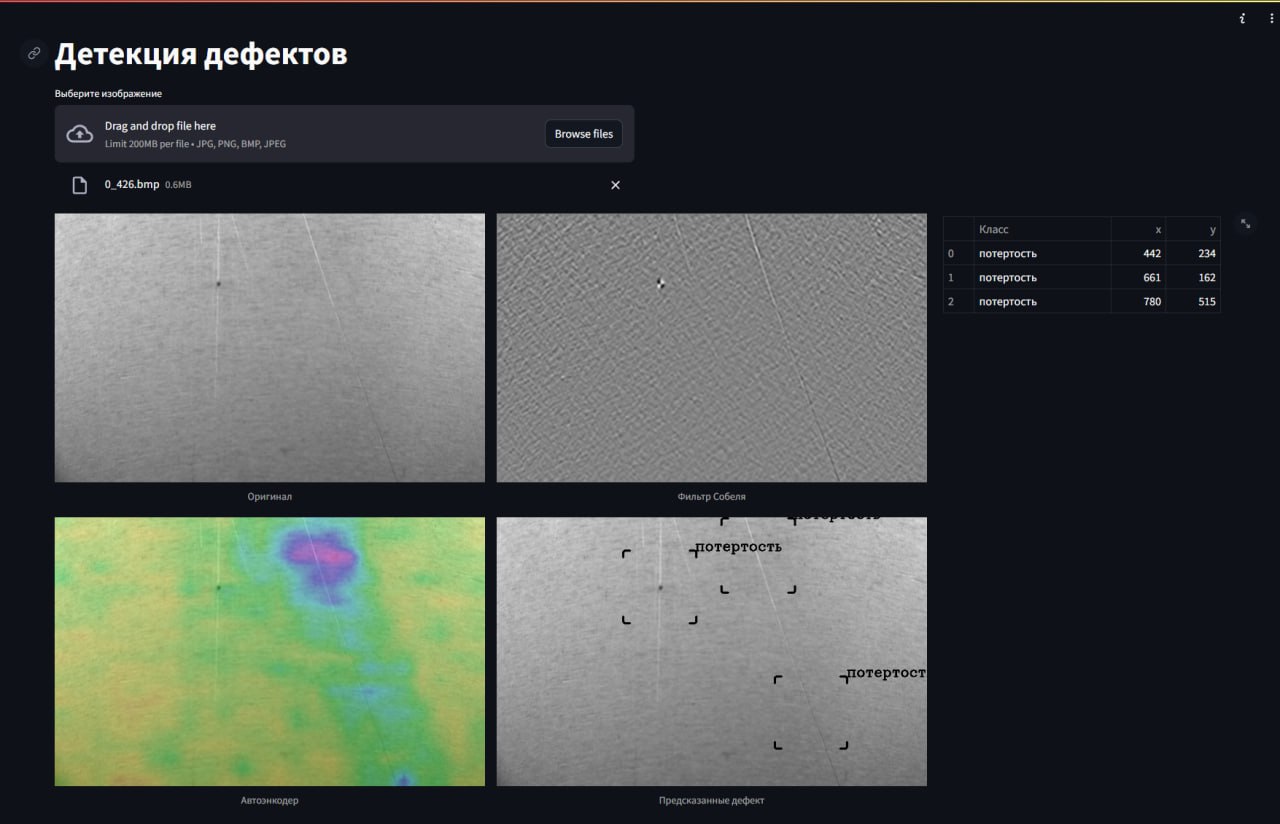 Детекция дефектов
Выберите изображение
Drag and drop file here
Limit 200MB per file • JPG, PNG, BMP, JPEG
Browse files
0_426.bmp 0.6MB
Класс x y
0 потертость 442 234
1 потертость 661 162
2 потертость 780 515
Оригинал
Фильтр Собеля
потертость
потертость
потертост
Автоэнкодер
Предсказанные дефект